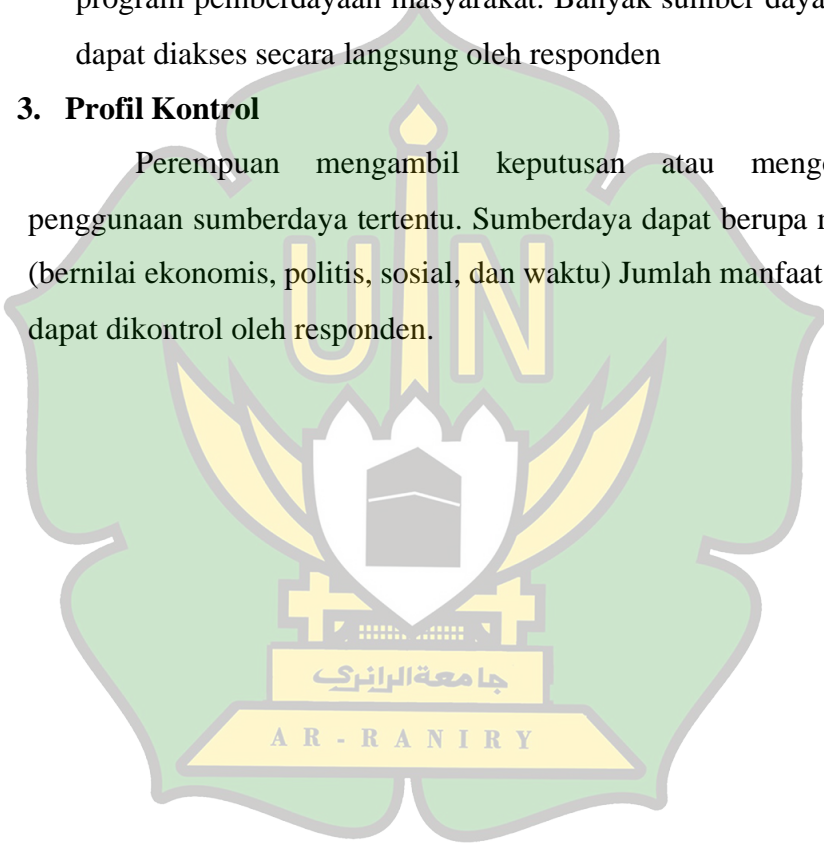 program pemberdayaan masyarakat. Banyak sumber daya
dapat diakses secara langsung oleh responden
3. Profil Kontrol
Perempuan mengambil keputusan atau
penggunaan sumberdaya tertentu. Sumberdaya dapat berupa
(bernilai ekonomis, politis, sosial, dan waktu) Jumlah manfaat
dapat dikontrol oleh responden.
UIN
جامعة الرانري
AR-RANIRY